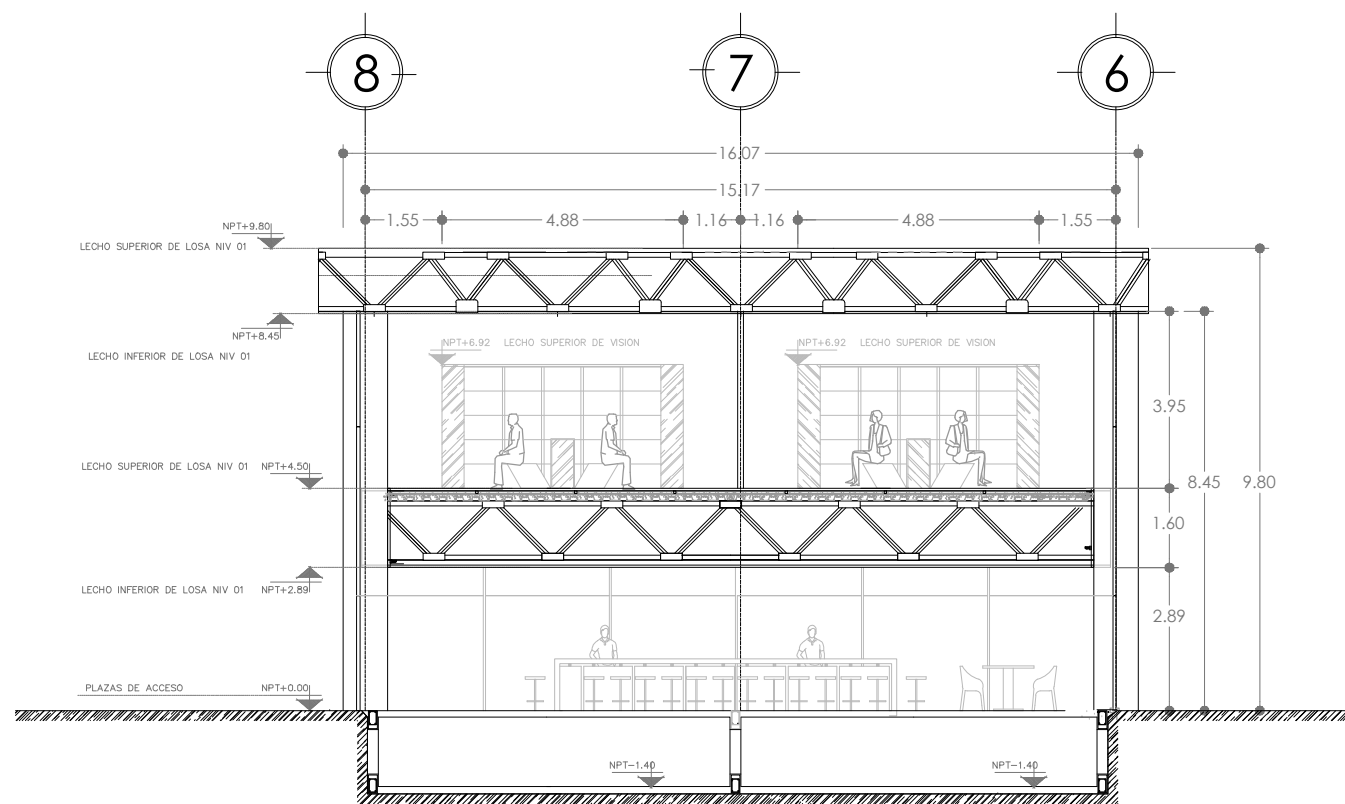 8 7 6
16.07
15.17
1.55 4.88 1.16 1.16 4.88 1.55
NPT+9.80
LECHO SUPERIOR DE LOSA NIV 01
NPT+8.45
LECHO INFERIOR DE LOSA NIV 01
NPT+6.92 LECHO SUPERIOR DE VISION
NPT+6.92 LECHO SUPERIOR DE VISION
3.95
LECHO SUPERIOR DE LOSA NIV 01 NPT+4.50
8.45 9.80
1.60
LECHO INFERIOR DE LOSA NIV 01 NPT+2.89
2.89
PLAZAS DE ACCESO NPT+0.00
NPT-1.40 NPT-1.40